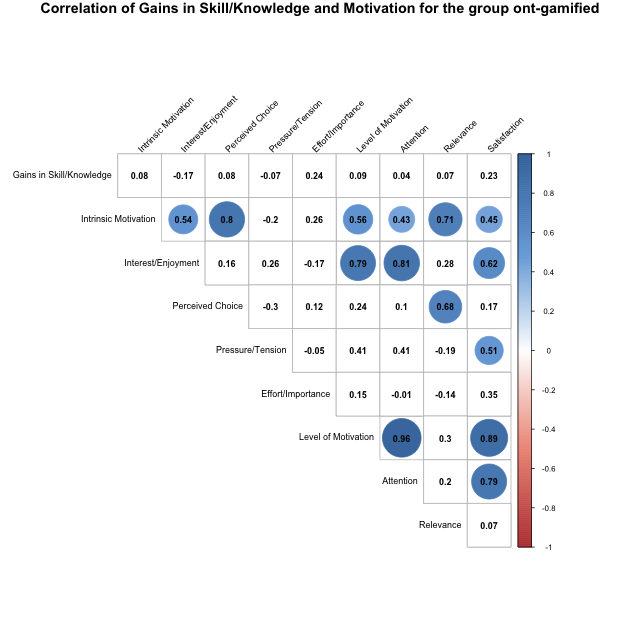 Correlation of Gains in Skill/Knowledge and Motivation for the group ont-gamified
Intrinsic Motivation
Interest/Enjoyment
Perceived Choice
Pressure/Tension
Effort/Importance
Level of Motivation
Attention
Relevance
Satisfaction
Gains in Skill/Knowledge 0.08 -0.17 0.08 -0.07 0.24 0.09 0.04 0.07 0.23
Intrinsic Motivation 0.54 0.8 -0.2 0.26 0.56 0.43 0.71 0.45
Interest/Enjoyment 0.16 0.26 -0.17 0.79 0.81 0.28 0.62
Perceived Choice -0.3 0.12 0.24 0.1 0.68 0.17
Pressure/Tension -0.05 0.41 0.41 -0.19 0.51
Effort/Importance 0.15 -0.01 -0.14 0.35
Level of Motivation 0.96 0.3 0.89
Attention 0.2 0.79
Relevance 0.07
1
0.8
0.6
0.4
0.2
0
-0.2
-0.4
-0.6
-0.8
-1